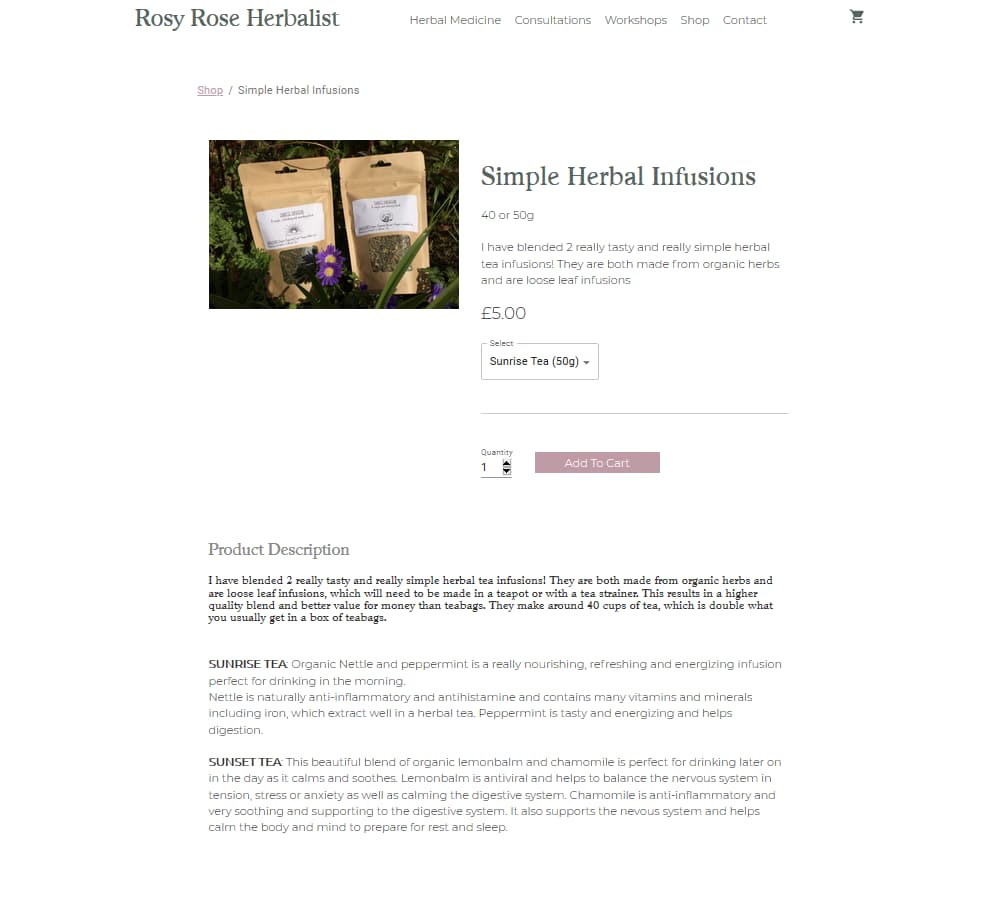 Rosy Rose Herbalist
Herbal Medicine Consultations Workshops Shop Contact
Shop / Simple Herbal Infusions
Simple Herbal Infusions
40 or 50g
I have blended 2 really tasty and really simple herbal
tea infusions! They are both made from organic herbs
and are loose leaf infusions
£5.00
Select
Sunrise Tea (50g)
Quantity
1
Add To Cart
Product Description
I have blended 2 really tasty and really simple herbal tea infusions! They are both made from organic herbs and
are loose leaf infusions, which will need to be made in a teapot or with a tea strainer. This results in a higher
quality blend and better value for money than teabags. They make around 40 cups of tea, which is double what
you usually get in a box of teabags.
SUNRISE TEA: Organic Nettle and peppermint is a really nourishing, refreshing and energizing infusion
perfect for drinking in the morning.
Nettle is naturally anti-inflammatory and antihistamine and contains many vitamins and minerals
including iron, which extract well in a herbal tea. Peppermint is tasty and energizing and helps
digestion.
SUNSET TEA: This beautiful blend of organic lemonbalm and chamomile is perfect for drinking later on
in the day as it calms and soothes. Lemonbalm is antiviral and helps to balance the nervous system in
tension, stress or anxiety as well as calming the digestive system. Chamomile is anti-inflammatory and
very soothing and supporting to the digestive system. It also supports the nevous system and helps
calm the body and mind to prepare for rest and sleep.